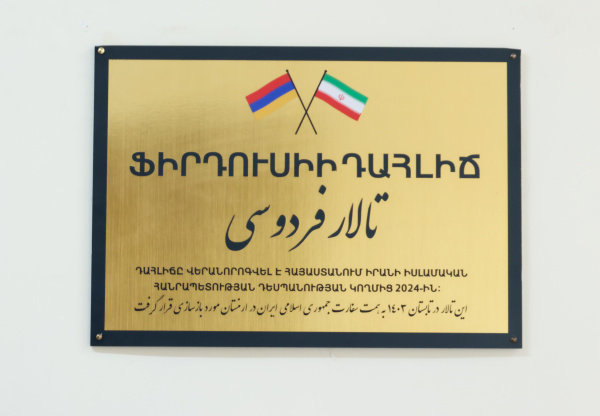 ՖԻՐԴՈՒՍԻԻ ԴԱՀԼԻՃ
تالار فردوسی
ԴԱՀԼԻՃԸ ՎԵՐԱՆՈՐՈԳՎԵԼ Է ՀԱՅԱՍՏԱՆՈՒՄ ԻՐԱՆԻ ԻՍԼԱՄԱԿԱՆ
ՀԱՆՐԱՊԵՏՈՒԹՅԱՆ ԴԵՍՊԱՆՈՒԹՅԱՆ ԿՈՂՄԻՑ 2024-ԻՆ:
این تالار در تابستان ۱۴۰۳ به همت سفارت جمهوری اسلامی ایران در ارمنستان مورد بازسازی قرار گرفت